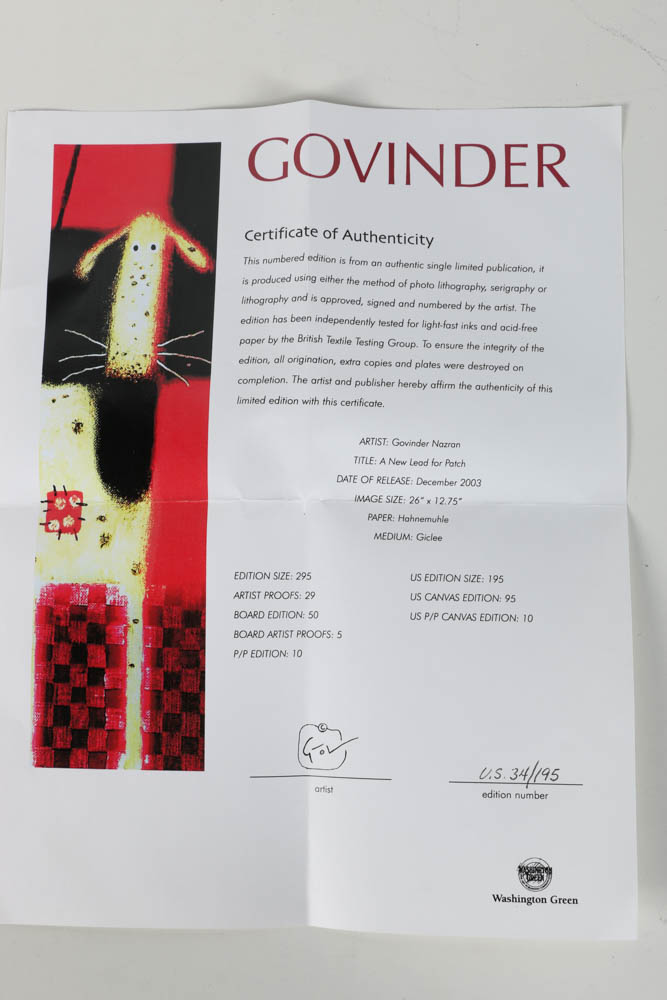 GOVINDER
Certificate of Authenticity
This numbered edition is from an authentic single limited publication, it
is produced using either the method of photo lithography, serigraphy or
lithography and is approved, signed and numbered by the artist. The
edition has been independently tested for light-fast inks and acid-free
paper by the British Textile Testing Group. To ensure the integrity of the
edition, all origination, extra copies and plates were destroyed on
completion. The artist and publisher hereby affirm the authenticity of this
limited edition with this certificate.
ARTIST: Govinder Nazran
TITLE: A New Lead for Patch
DATE OF RELEASE: December 2003
IMAGE SIZE: 26" x 12.75"
PAPER: Hahnemuhle
MEDIUM: Giclee
EDITION SIZE: 295
ARTIST PROOFS: 29
BOARD EDITION: 50
BOARD ARTIST PROOFS: 5
P/P EDITION: 10
US EDITION SIZE: 195
US CANVAS EDITION: 95
US P/P CANVAS EDITION: 10
© Gov
artist
U.S. 34/195
edition number
WASHINGTON
GREEN
Washington Green